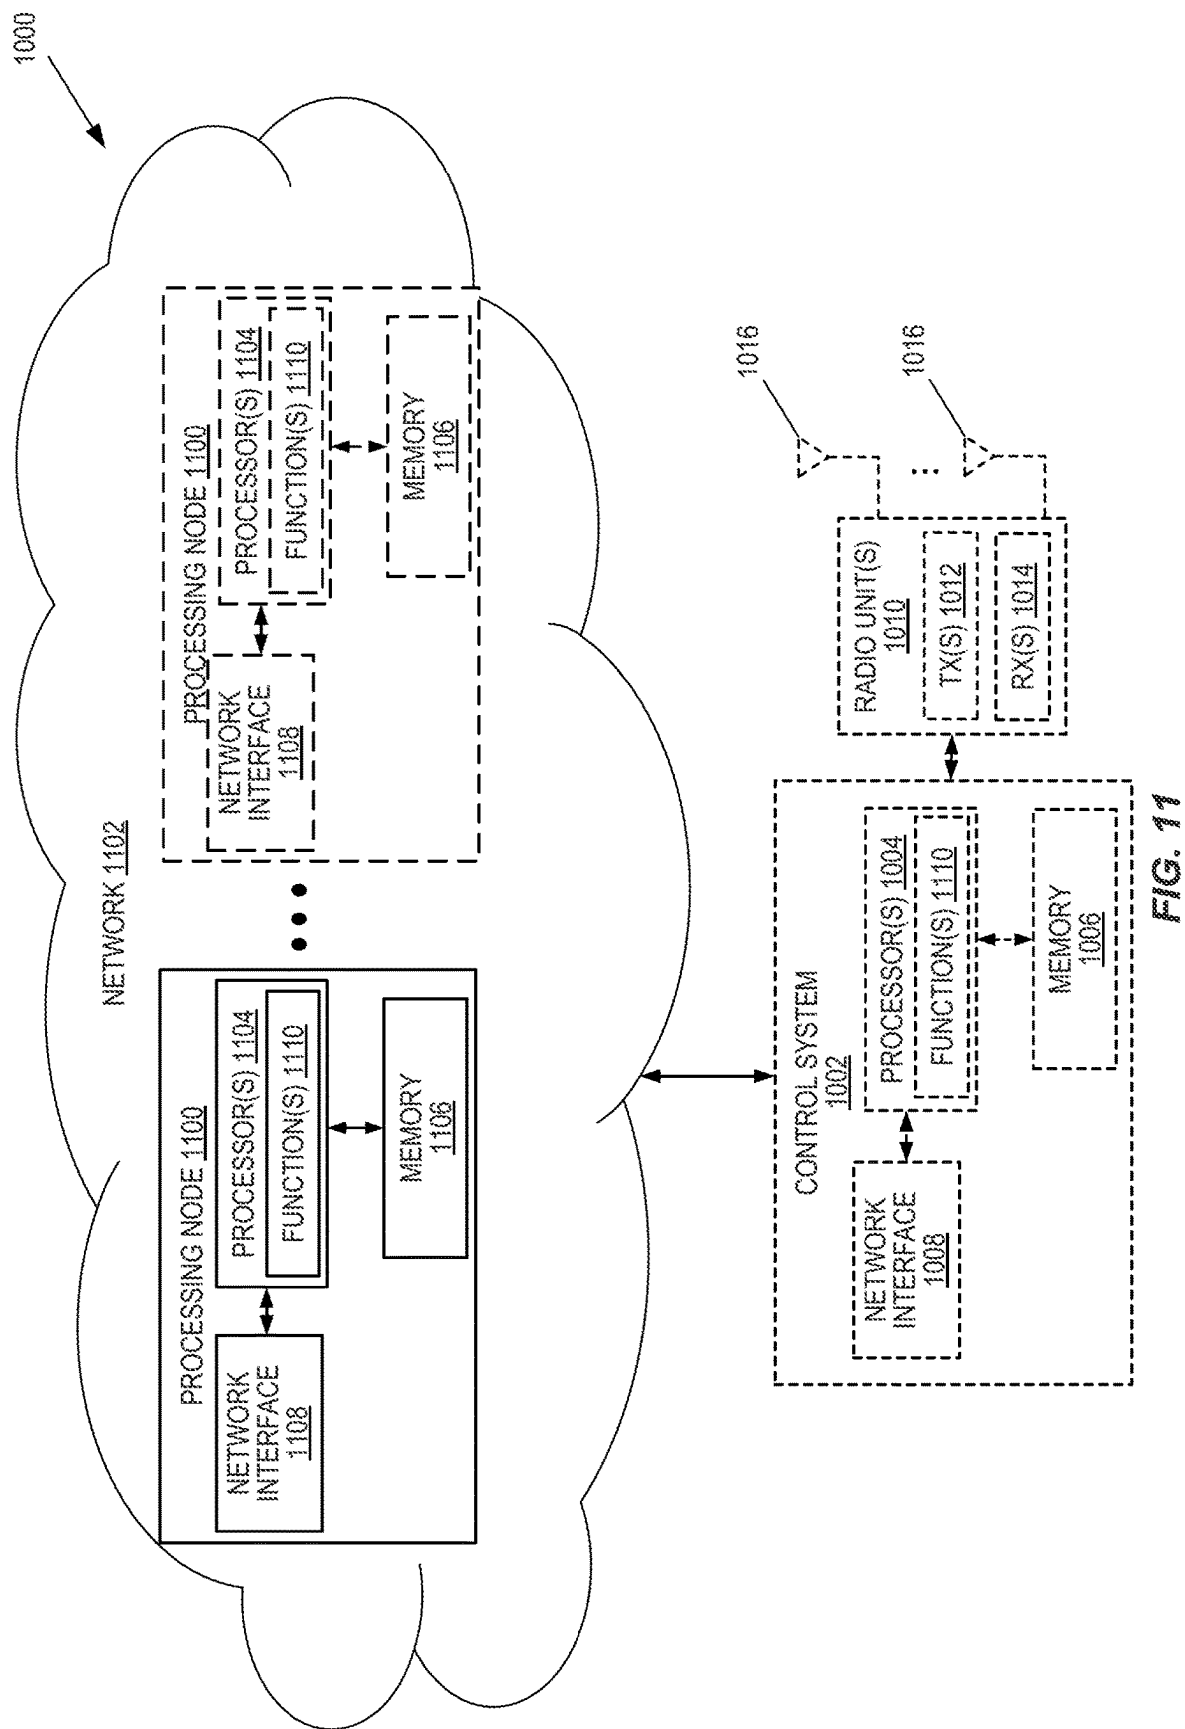 1000
NETWORK 1102
PROCESSING NODE 1100
NETWORK
INTERFACE
1108
PROCESSOR(S) 1104
FUNCTION(S) 1110
MEMORY
1106
PROCESSING NODE 1100
NETWORK
INTERFACE
1108
PROCESSOR(S) 1104
FUNCTION(S) 1110
MEMORY
1106
CONTROL SYSTEM
1002
NETWORK
INTERFACE
1008
PROCESSOR(S) 1004
FUNCTION(S) 1110
MEMORY
1006
RADIO UNIT(S)
1010
TX(S) 1012
RX(S) 1014
1016
1016
FIG. 11